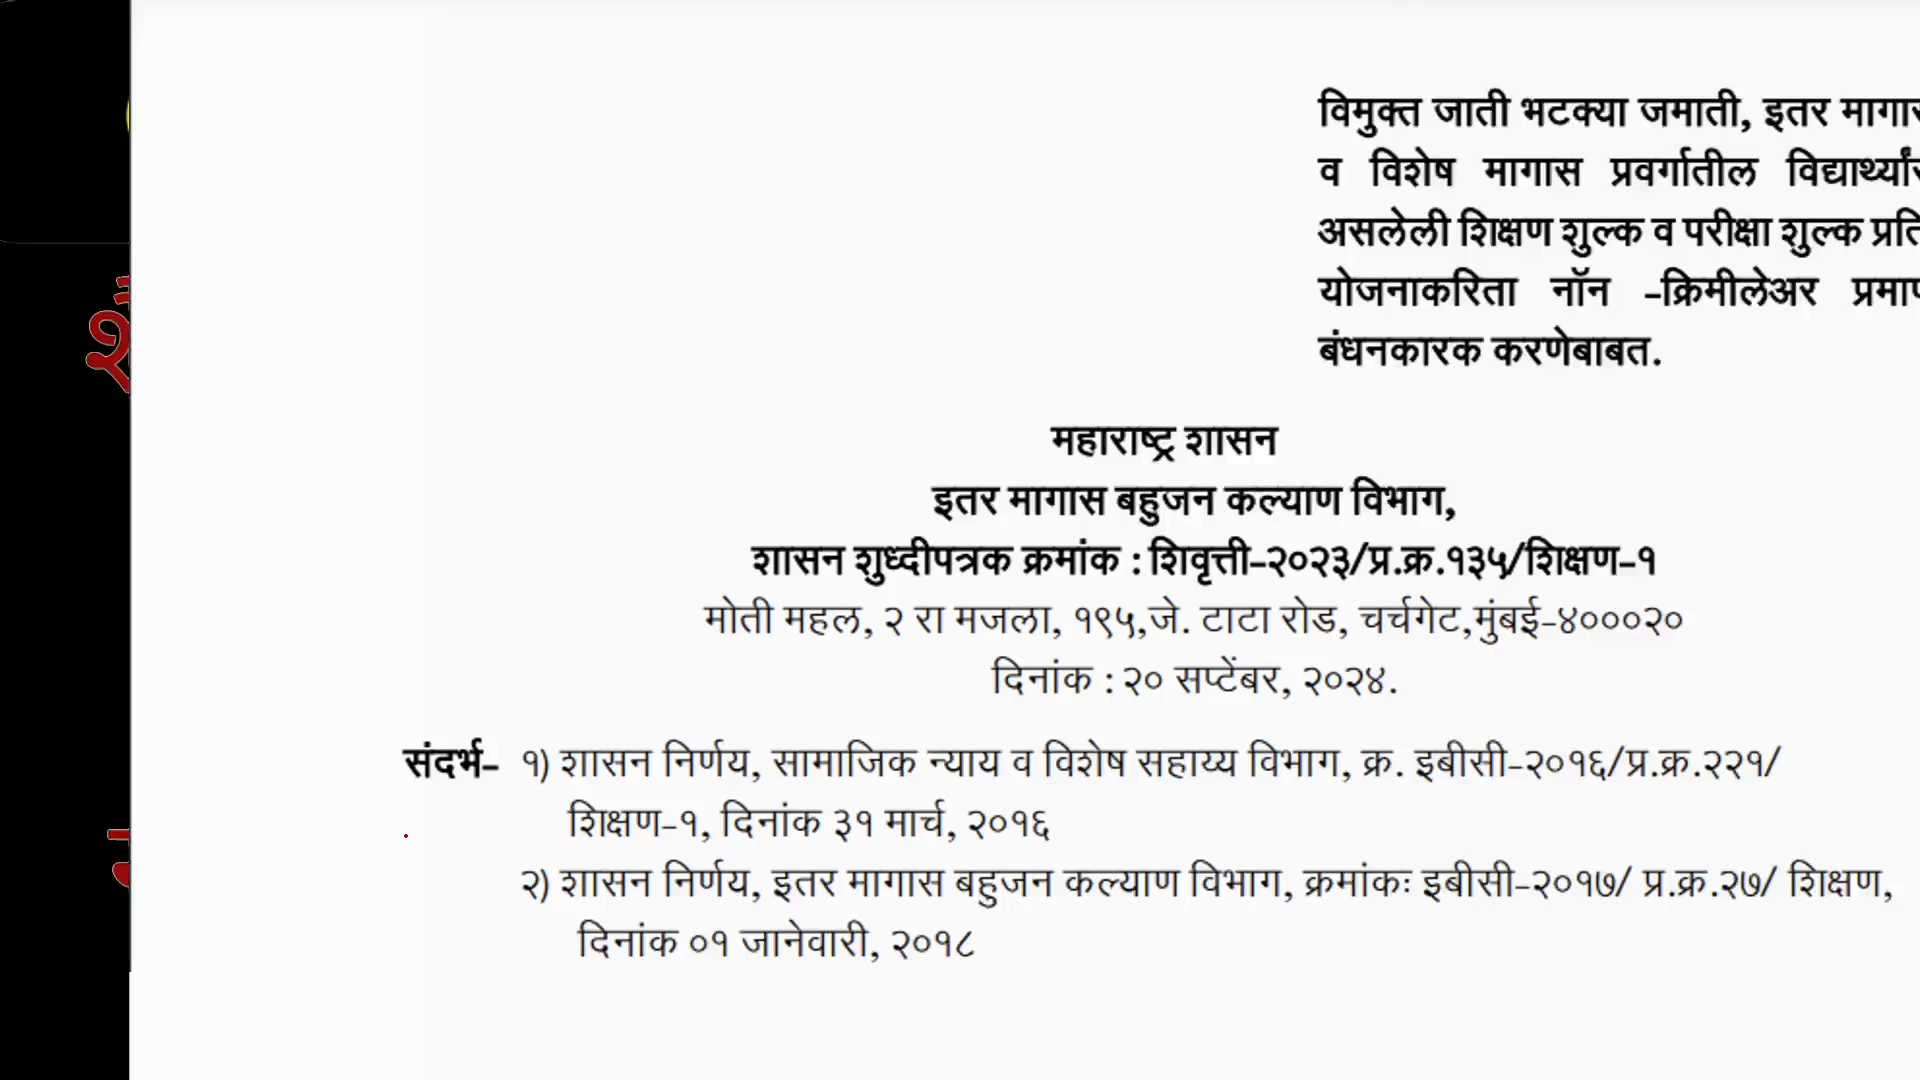 विमुक्त जाती भटक्या जमाती, इतर
व विशेष मागास प्रवर्गातील
असलेली शिक्षण शुल्क व परीक्षा शुल्क
योजनाकरिता नॉन -क्रिमीलेअर
बंधनकारक करणेबाबत.
महाराष्ट्र शासन
इतर मागास बहुजन कल्याण विभाग,
शासन शुध्दीपत्रक क्रमांक : शिवृत्ती-२०२३/प्र.क्र.१३५/शिक्षण-१
मोती महल, २ रा मजला, १९५,जे. टाटा रोड, चर्चगेट,मुंबई-४०००२०
दिनांक : २० सप्टेंबर, २०२४.
संदर्भ- १) शासन निर्णय, सामाजिक न्याय व विशेष सहाय्य विभाग, क्र. इबीसी-२०१६/प्र.क्र.२२१/
शिक्षण-१, दिनांक ३१ मार्च, २०१६
२) शासन निर्णय, इतर मागास बहुजन कल्याण विभाग, क्रमांकः इबीसी-२०१७/ प्र.क्र.२७/ शिक्षण,
दिनांक ०१ जानेवारी, २०१८